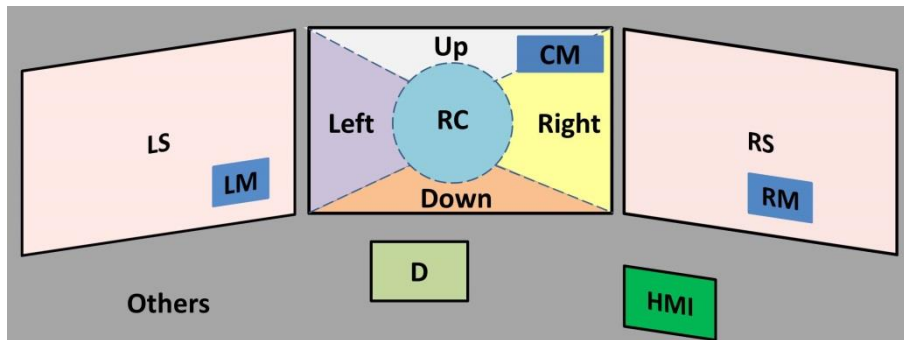 Up
CM
LS
Left
RC
Right
RS
LM
RM
Down
D
Others
HMI